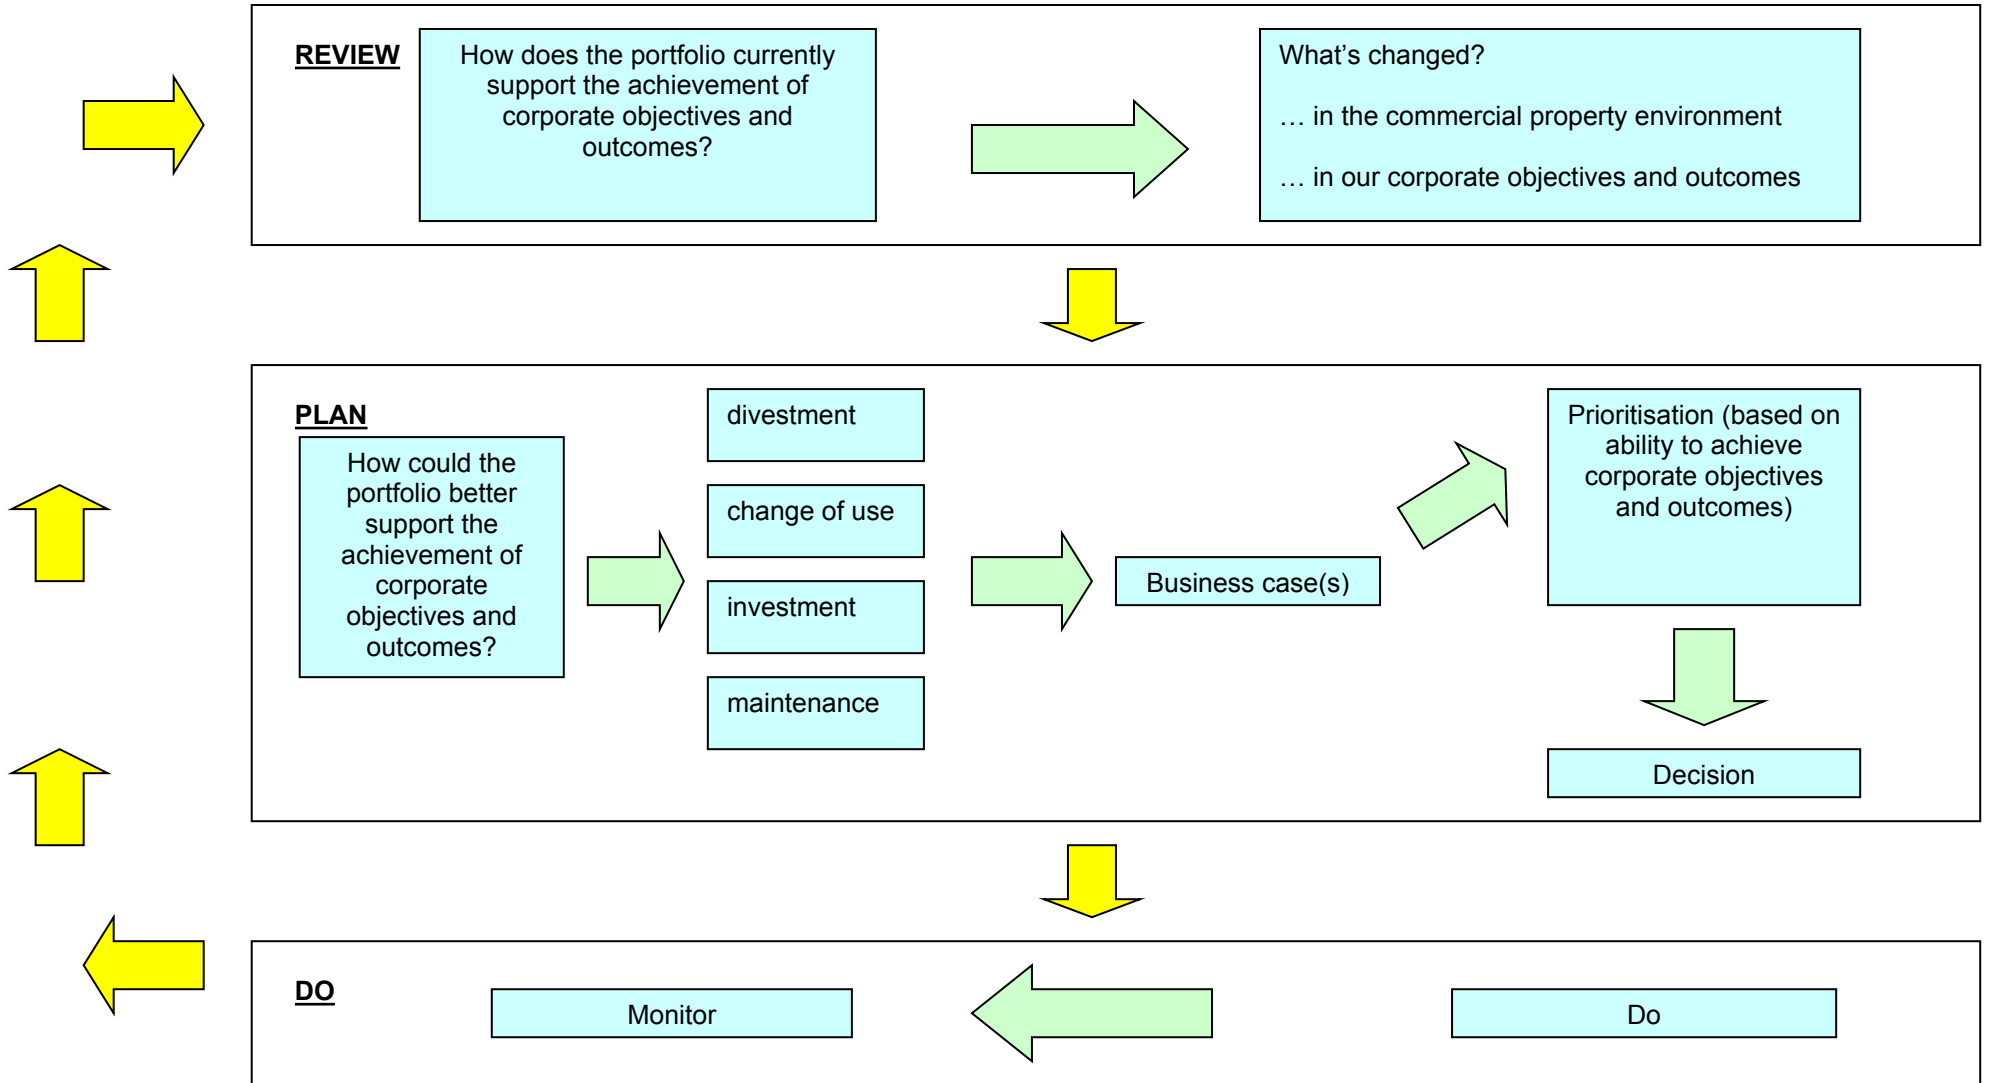 REVIEW
How does the portfolio currently
support the achievement of
corporate objectives and
outcomes?
What’s changed?
… in the commercial property environment
… in our corporate objectives and outcomes
PLAN
How could the
portfolio better
support the
achievement of
corporate
objectives and
outcomes?
divestment
change of use
investment
maintenance
Business case(s)
Prioritisation (based on
ability to achieve
corporate objectives
and outcomes)
Decision
DO
Monitor
Do